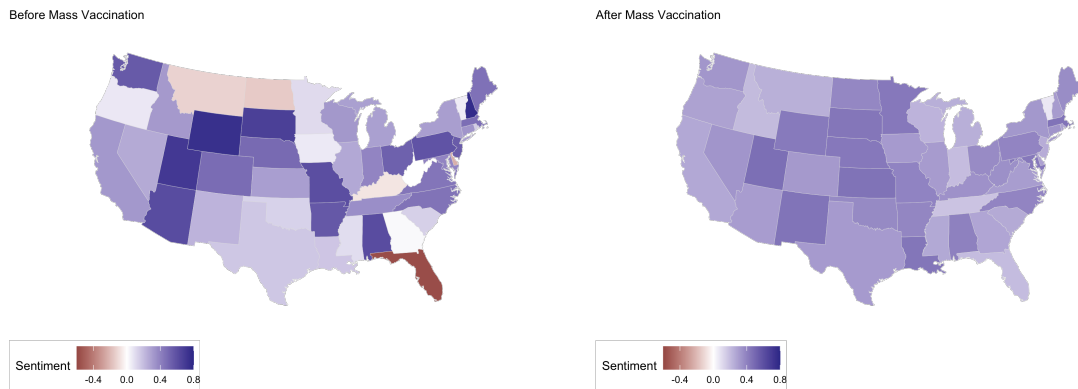 Before Mass Vaccination
After Mass Vaccination
Sentiment
-0.4 0.0 0.4 0.8
Sentiment
-0.4 0.0 0.4 0.8